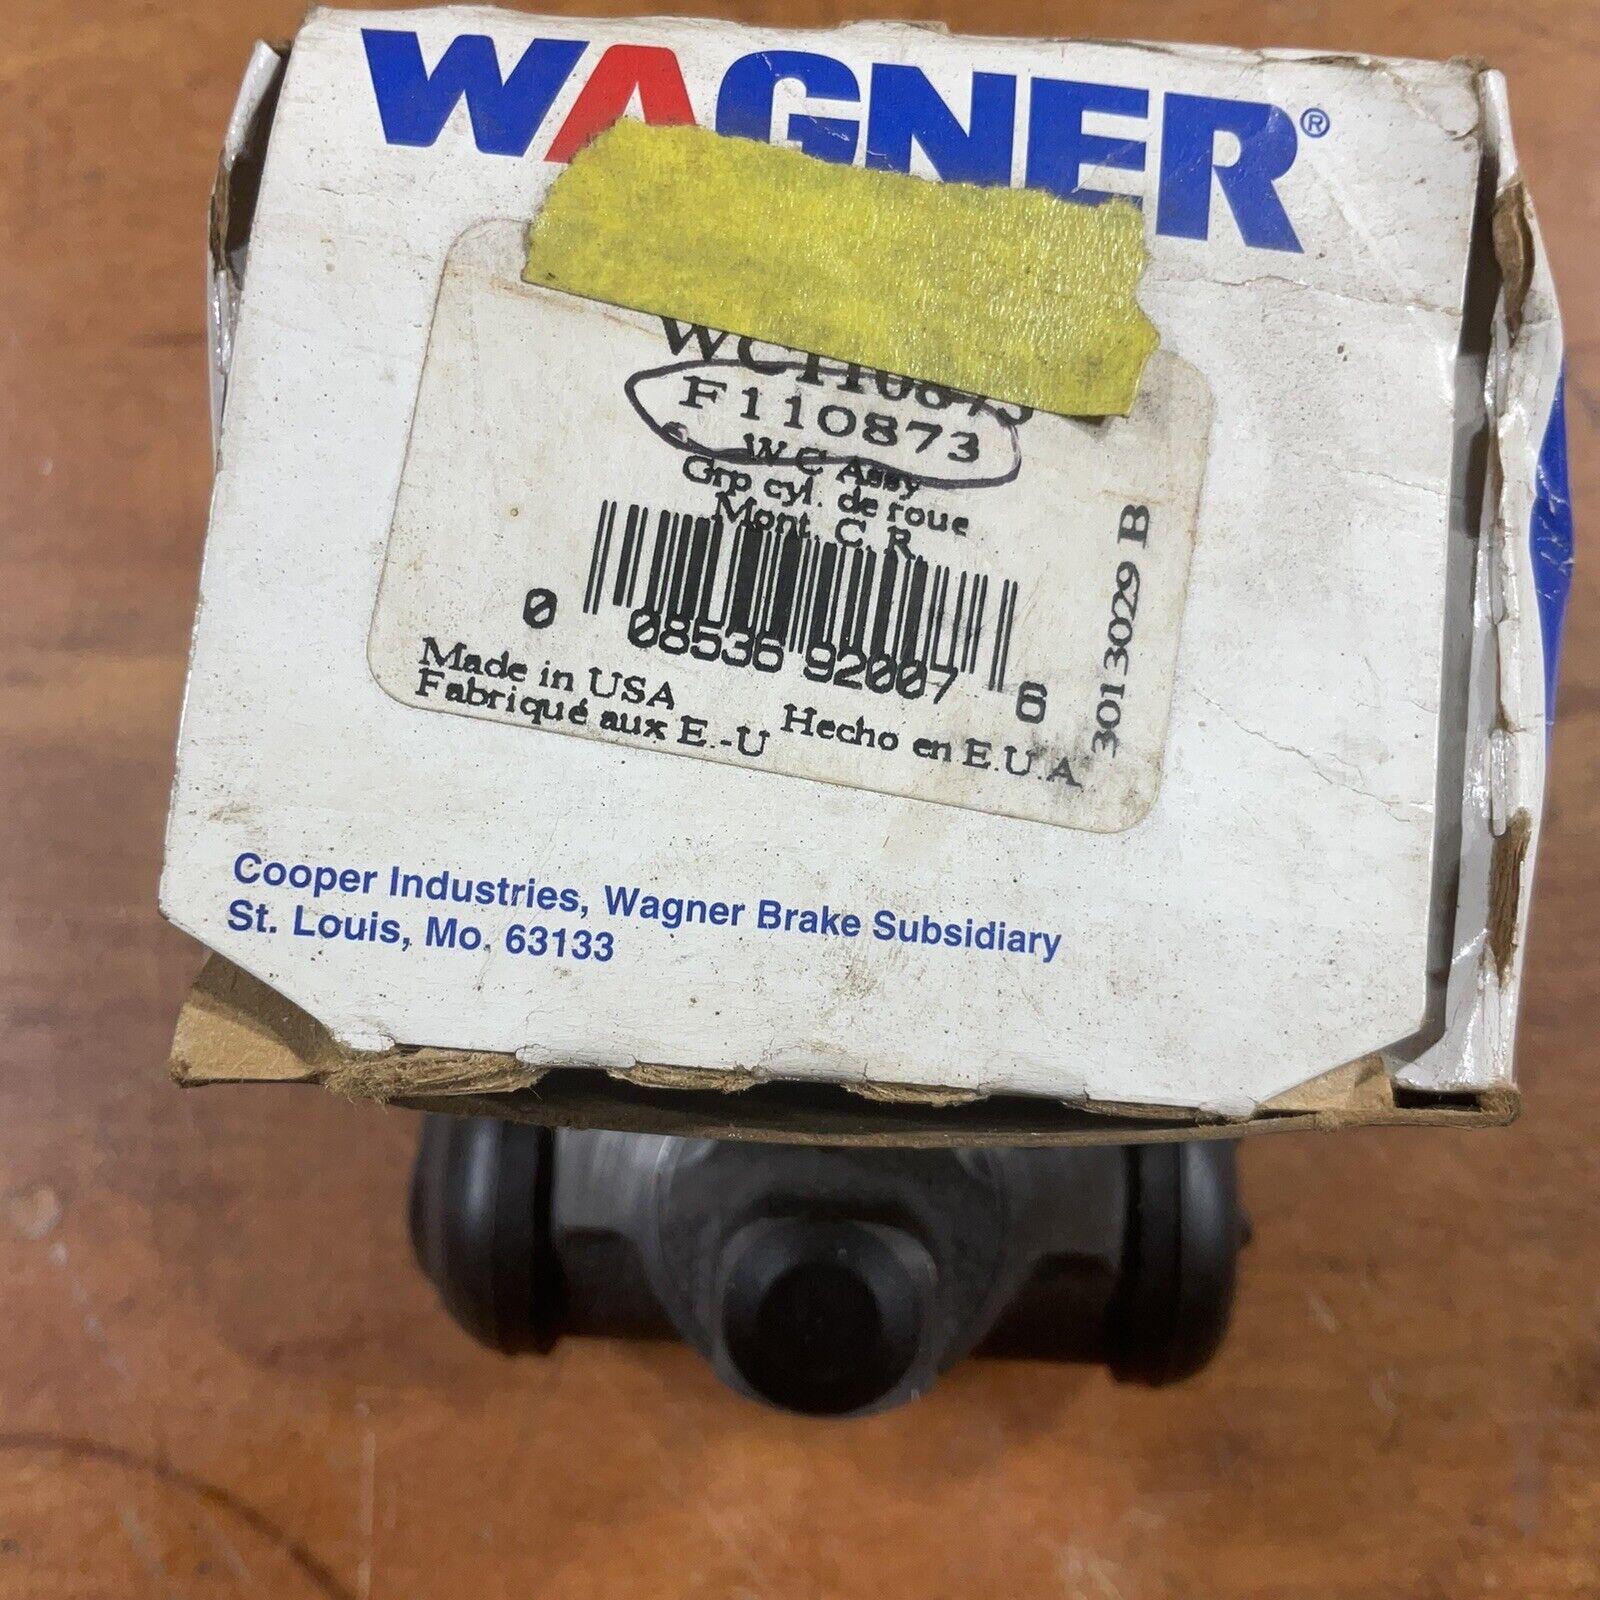 WAGNER®
WC110873
F110873
W C Assy
Grp cyl. de roue
Mont. C. R.
0 08536 92007 6
3013029 B
Made in USA
Fabriqué aux E.-U
Hecho en E.U.A
Cooper Industries, Wagner Brake Subsidiary
St. Louis, Mo. 63133